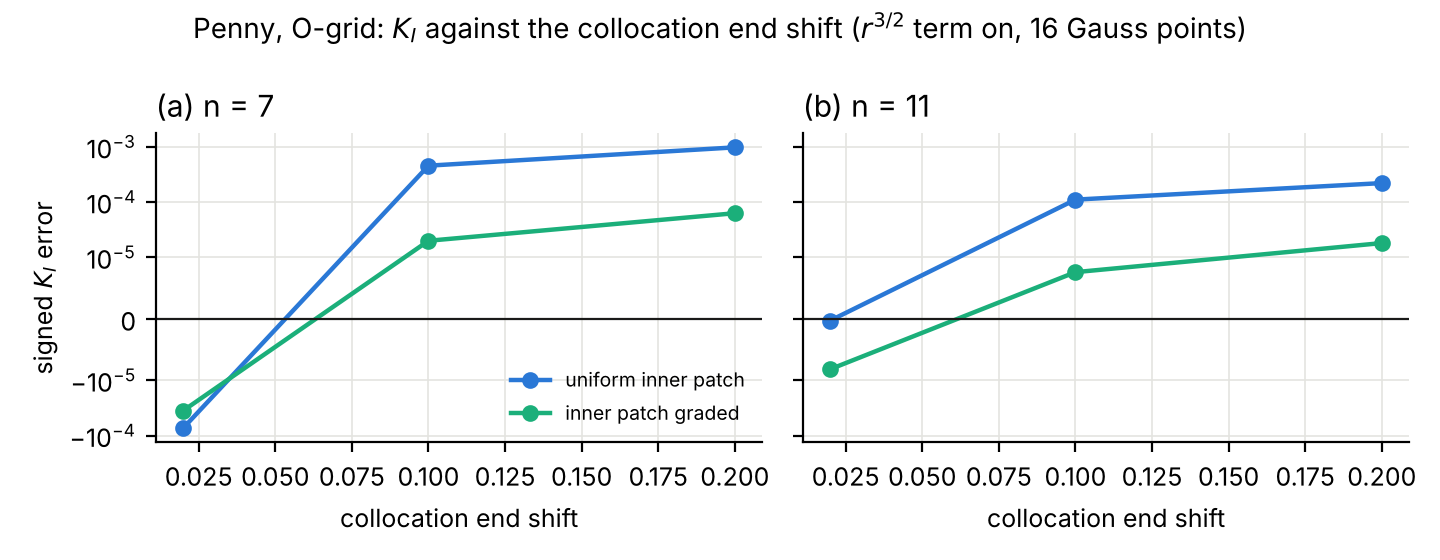 Penny, O-grid: K_I against the collocation end shift (r^{3/2} term on, 16 Gauss points)
(a) n = 7
10^{−3}
10^{−4}
10^{−5}
0
−10^{−5}
−10^{−4}
signed K_I error
uniform inner patch
inner patch graded
0.025 0.050 0.075 0.100 0.125 0.150 0.175 0.200
collocation end shift
(b) n = 11
0.025 0.050 0.075 0.100 0.125 0.150 0.175 0.200
collocation end shift